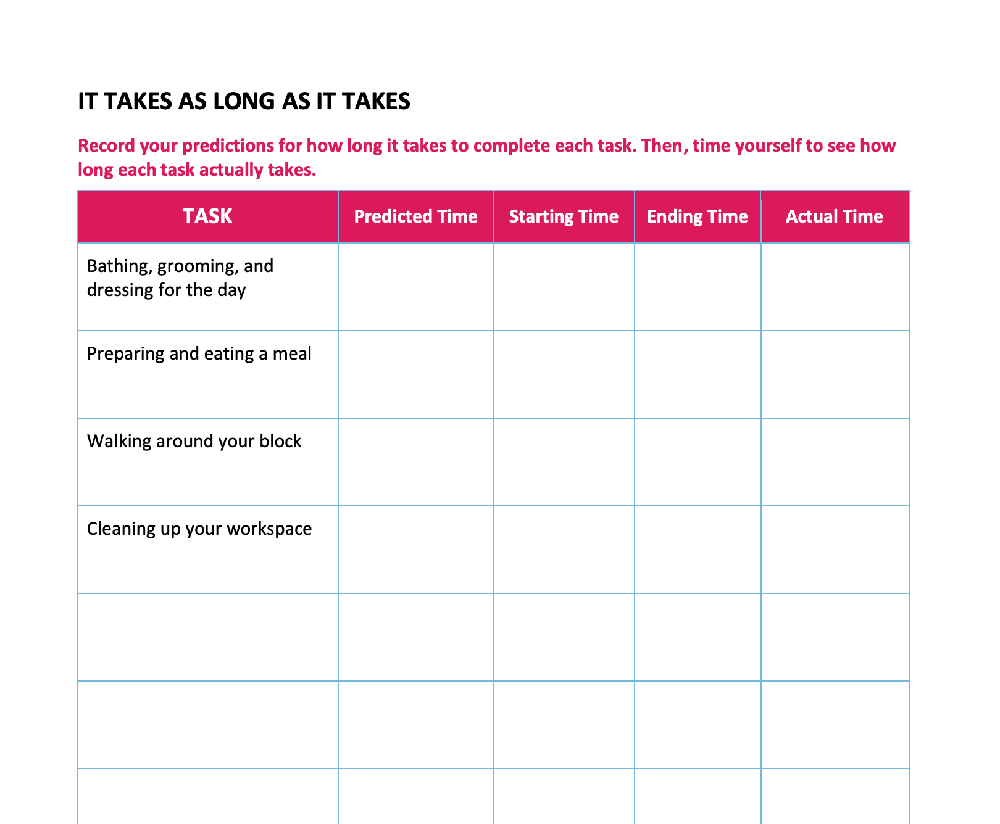 IT TAKES AS LONG AS IT TAKES
Record your predictions for how long it takes to complete each task. Then, time yourself to see how
long each task actually takes.
TASK Predicted Time Starting Time Ending Time Actual Time
Bathing, grooming, and
dressing for the day
Preparing and eating a meal
Walking around your block
Cleaning up your workspace